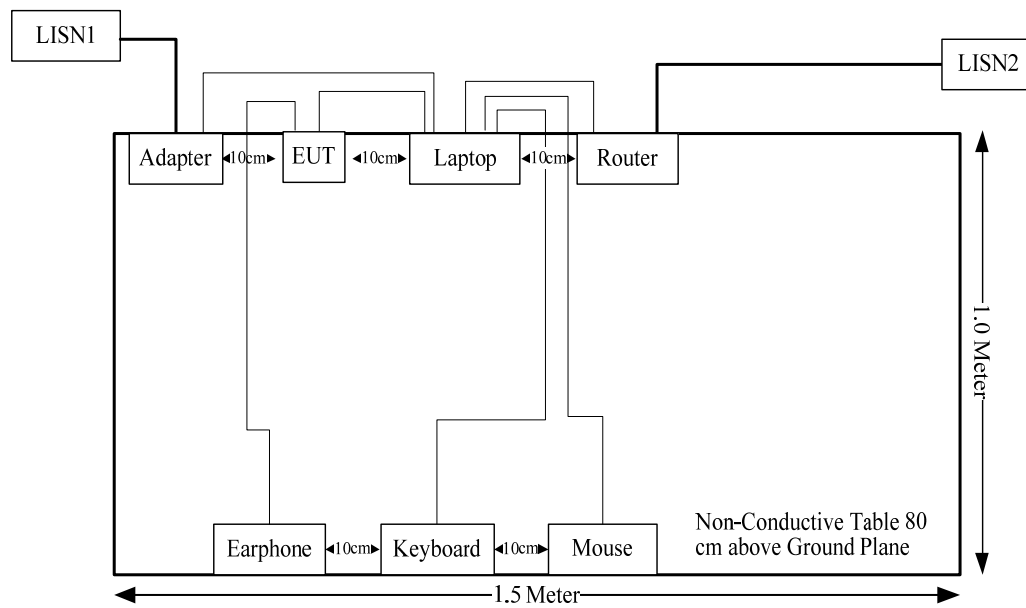 LISN1
LISN2
Adapter
10cm
EUT
10cm
Laptop
10cm
Router
1.0 Meter
Earphone
10cm
Keyboard
10cm
Mouse
Non-Conductive Table 80
cm above Ground Plane
1.5 Meter